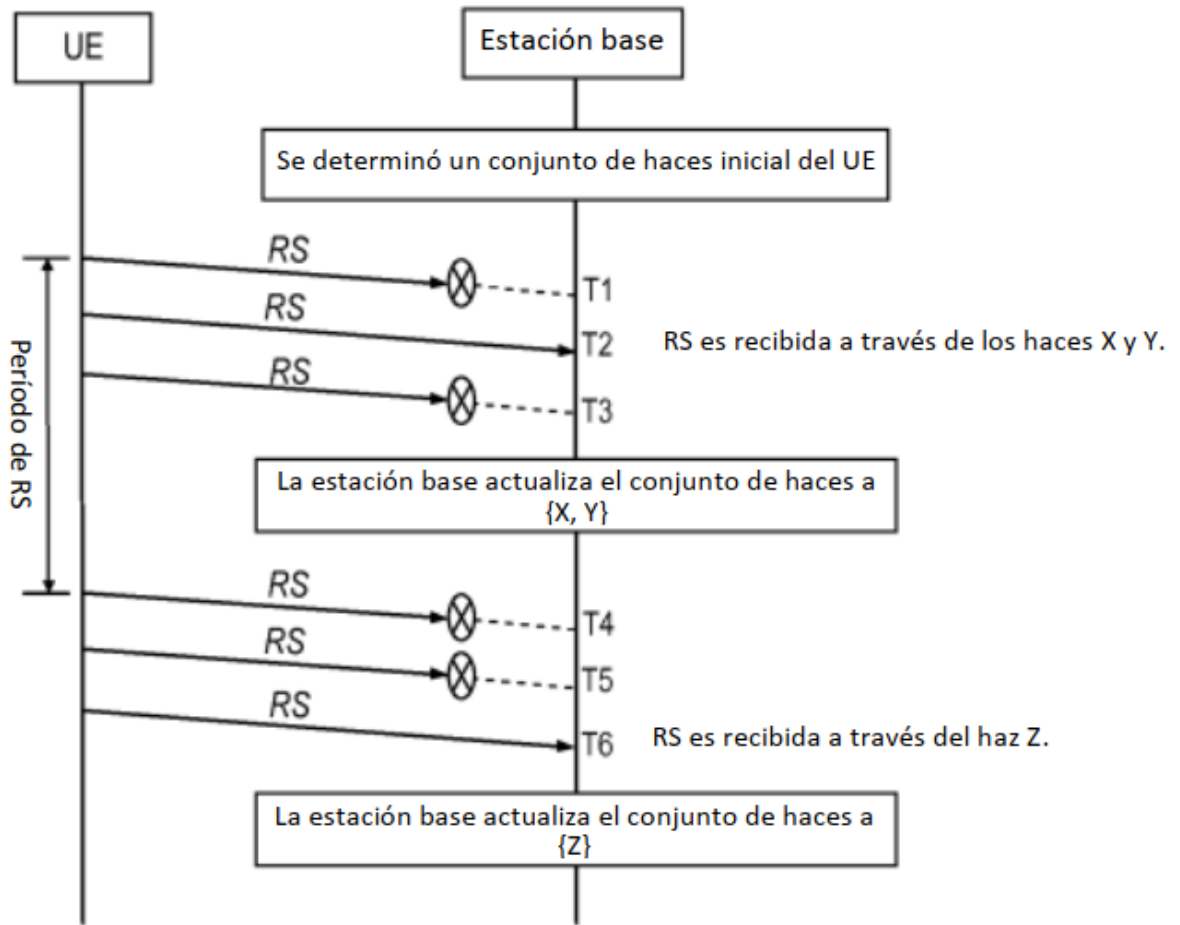 UE
Estación base
Se determinó un conjunto de haces inicial del UE
RS
T1
RS
T2
RS es recibida a través de los haces X y Y.
RS
T3
Período de RS
La estación base actualiza el conjunto de haces a
{X, Y}
RS
T4
RS
T5
RS
T6
RS es recibida a través del haz Z.
La estación base actualiza el conjunto de haces a
{Z}